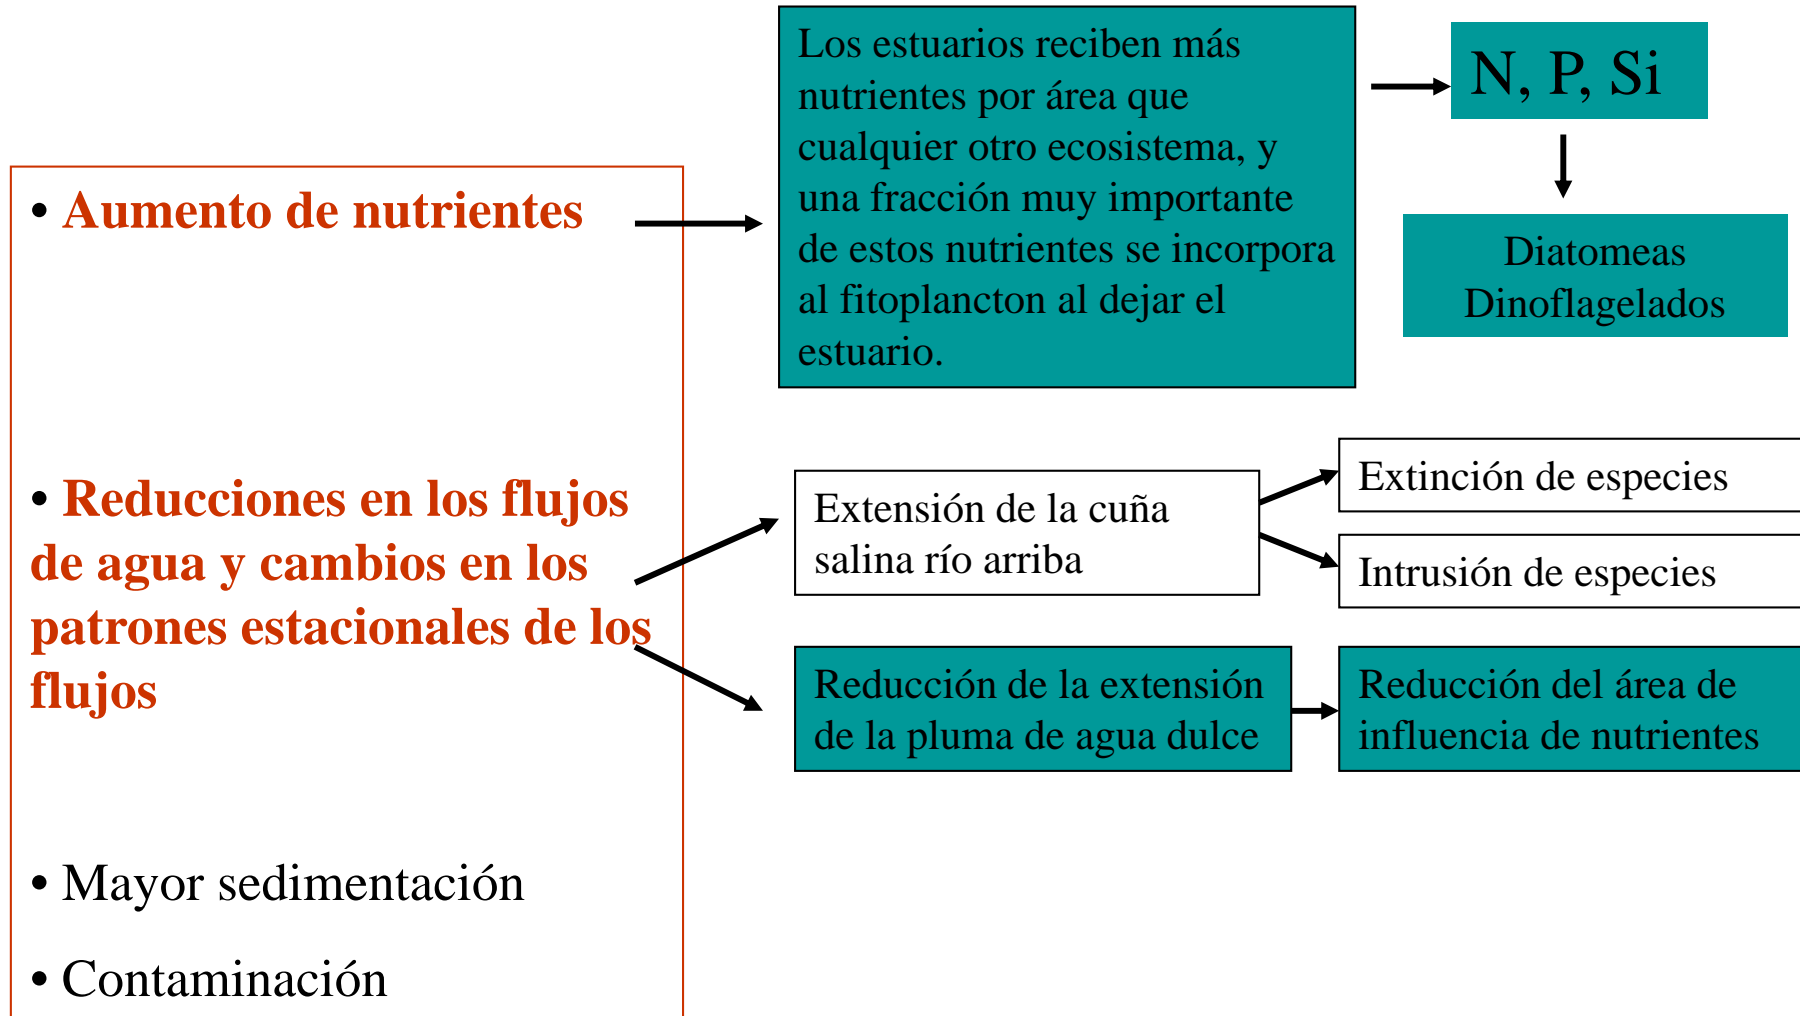 • Aumento de nutrientes
Los estuarios reciben más
nutrientes por área que
cualquier otro ecosistema, y
una fracción muy importante
de estos nutrientes se incorpora
al fitoplancton al dejar el
estuario.
N, P, Si
Diatomeas
Dinoflagelados
• Reducciones en los flujos
de agua y cambios en los
patrones estacionales de los
flujos
Extensión de la cuña
salina río arriba
Extinción de especies
Intrusión de especies
Reducción de la extensión
de la pluma de agua dulce
Reducción del área de
influencia de nutrientes
• Mayor sedimentación
• Contaminación